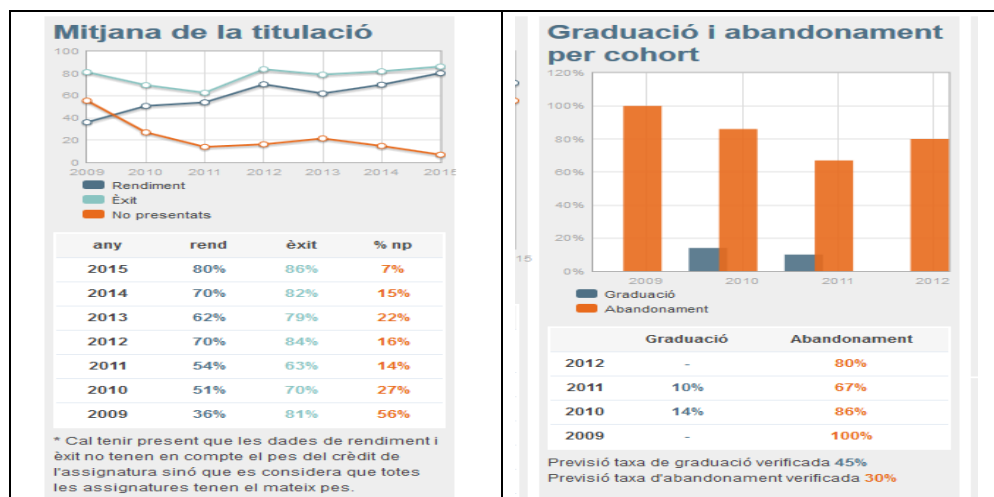 Mitjana de la titulació
100
80
60
40
20
0
2009 2010 2011 2012 2013 2014 2015
Rendiment
Èxit
No presentats
any rend èxit % np
2015 80% 86% 7%
2014 70% 82% 15%
2013 62% 79% 22%
2012 70% 84% 16%
2011 54% 63% 14%
2010 51% 70% 27%
2009 36% 81% 56%
* Cal tenir present que les dades de rendiment i
èxit no tenen en compte el pes del crèdit de
l'assignatura sinó que es considera que totes
les assignatures tenen el mateix pes.
15
Graduació i abandonament
per cohort
120%
100%
80%
60%
40%
20%
0%
2009 2010 2011 2012
Graduació
Abandonament
Graduació Abandonament
2012 - 80%
2011 10% 67%
2010 14% 86%
2009 - 100%
Previsió taxa de graduació verificada 45%
Previsió taxa d'abandonament verificada 30%